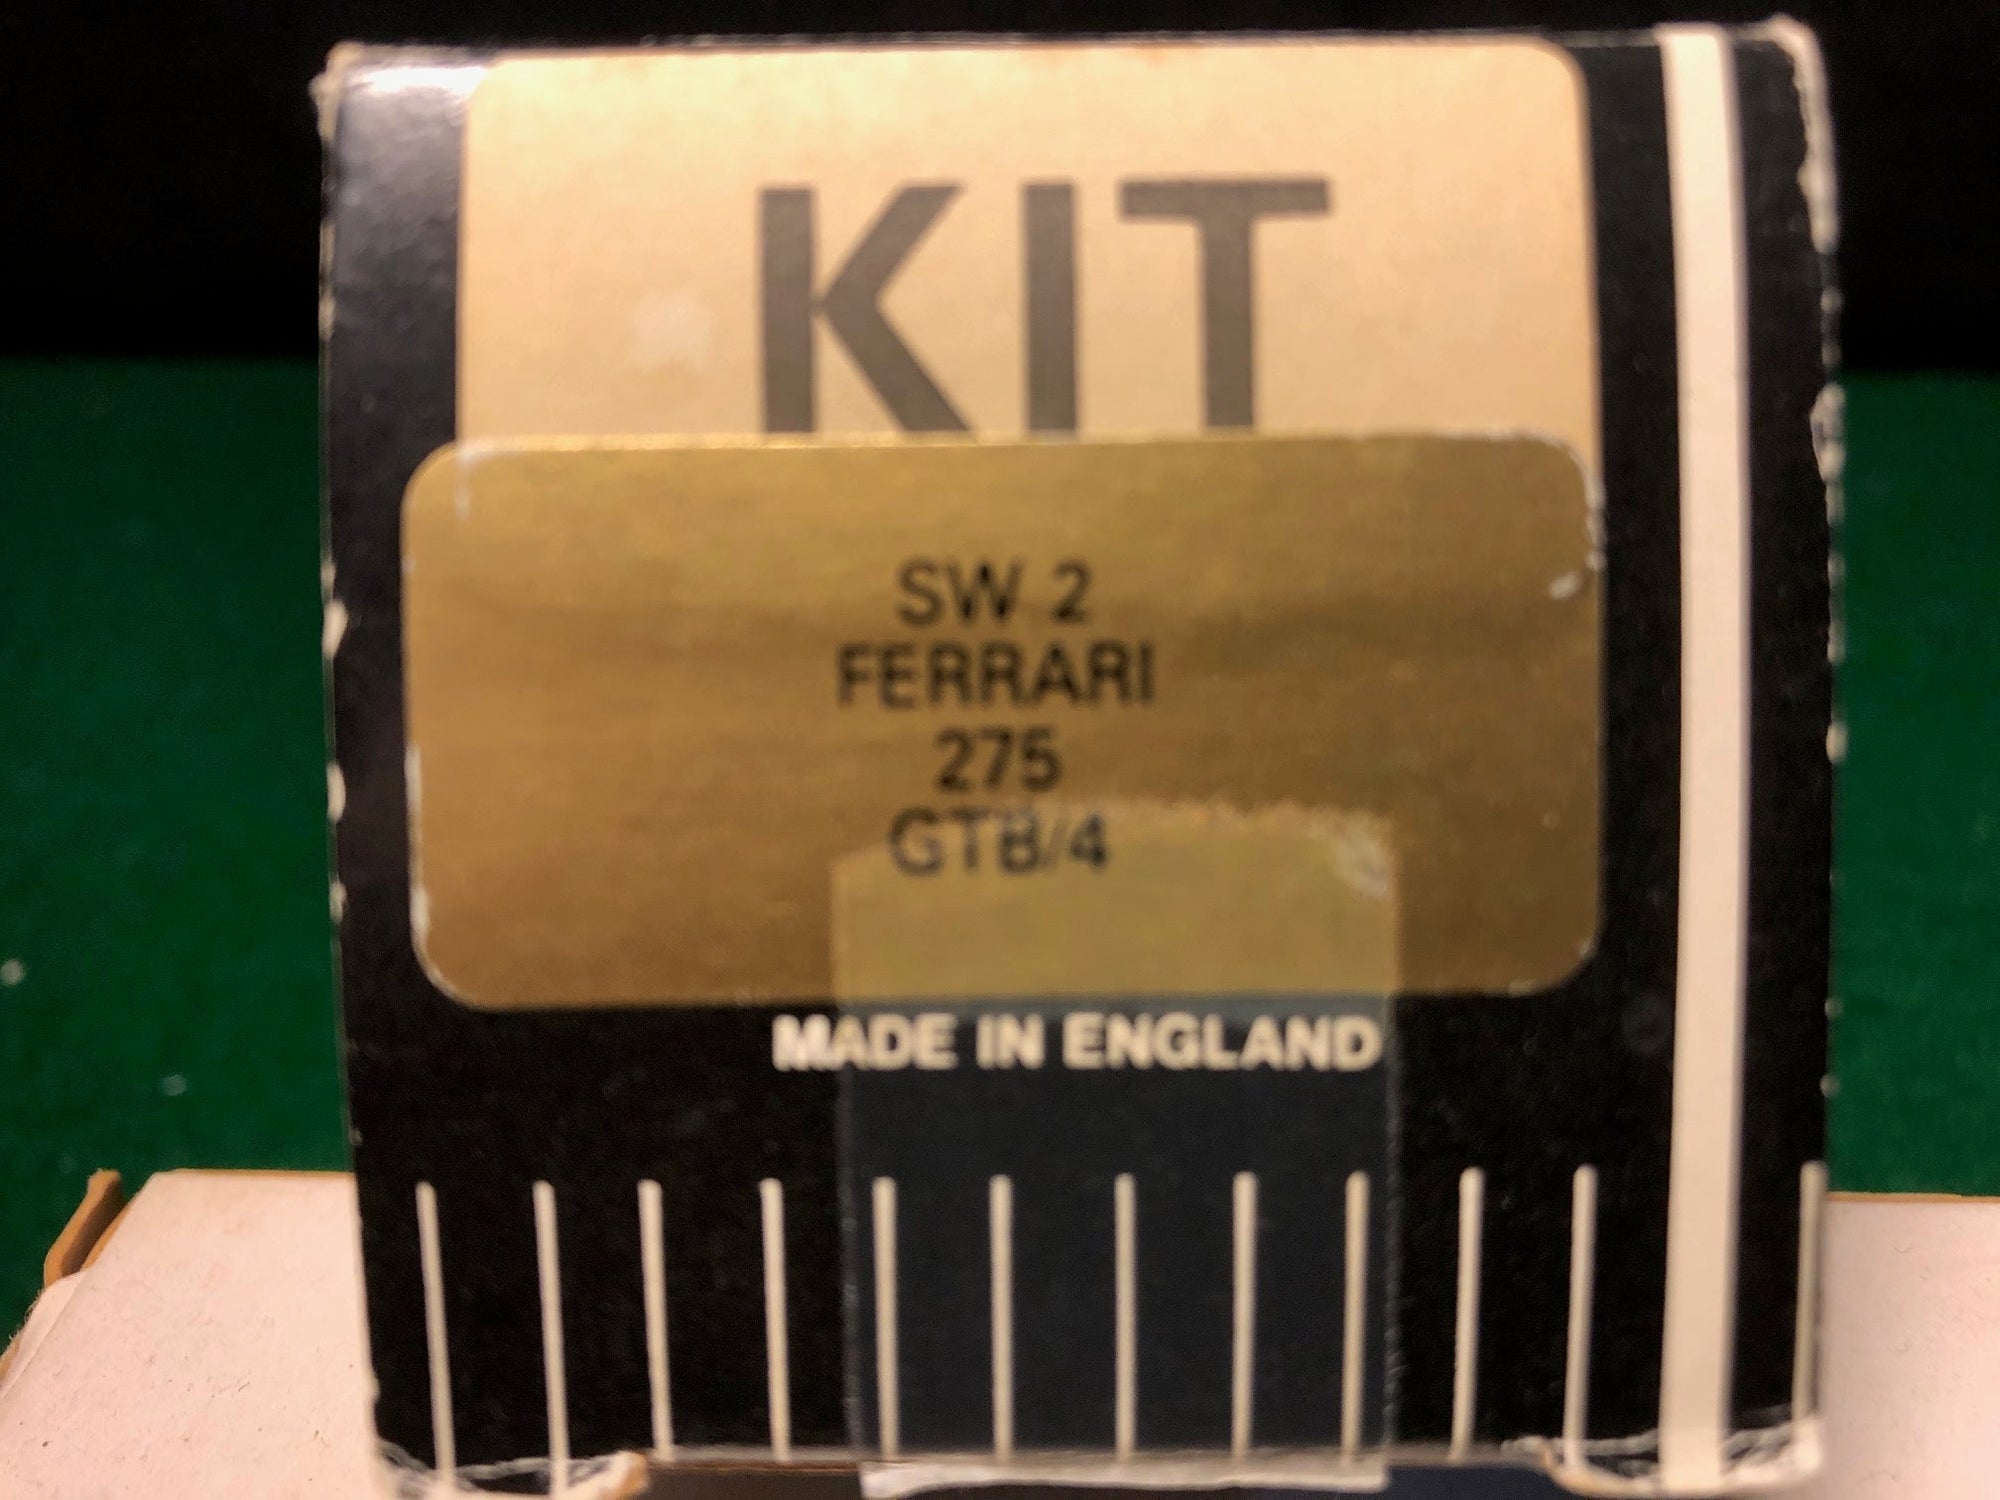 KIT
SW 2
FERRARI
275
GTB/4
MADE IN ENGLAND